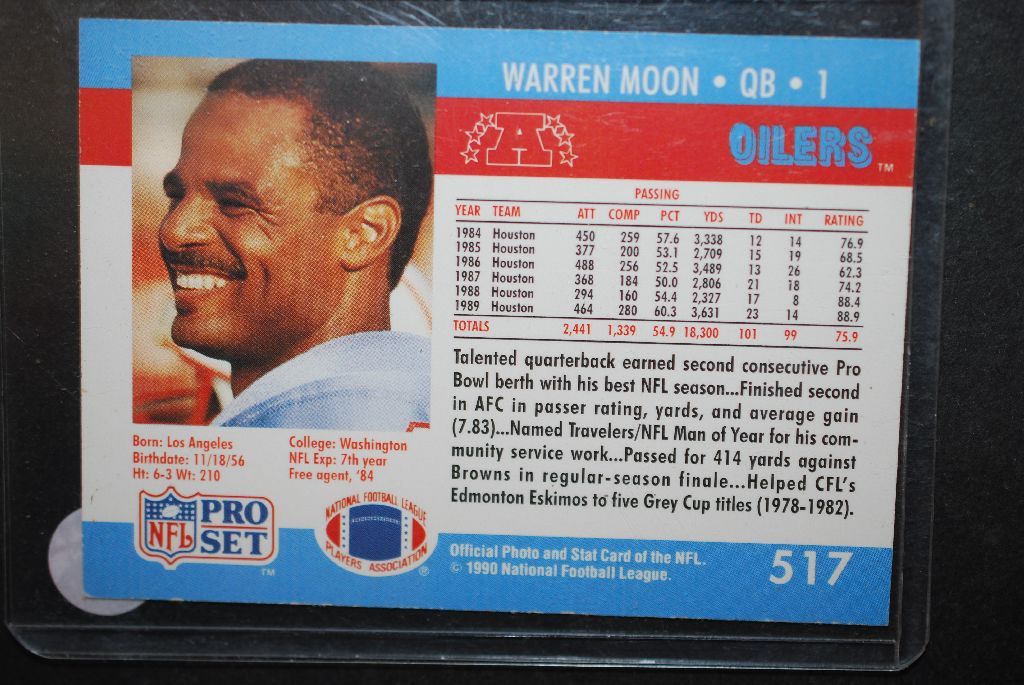 WARREN MOON • QB • 1
A
OILERS™
PASSING
YEAR TEAM ATT COMP PCT YDS TD INT RATING
1984 Houston 450 259 57.6 3,338 12 14 76.9
1985 Houston 377 200 53.1 2,709 15 19 68.5
1986 Houston 488 256 52.5 3,489 13 26 62.3
1987 Houston 368 184 50.0 2,806 21 18 74.2
1988 Houston 294 160 54.4 2,327 17 8 88.4
1989 Houston 464 280 60.3 3,631 23 14 88.9
TOTALS 2,441 1,339 54.9 18,300 101 99 75.9
Talented quarterback earned second consecutive Pro
Bowl berth with his best NFL season...Finished second
in AFC in passer rating, yards, and average gain
(7.83)...Named Travelers/NFL Man of Year for his com-
munity service work...Passed for 414 yards against
Browns in regular-season finale...Helped CFL's
Edmonton Eskimos to five Grey Cup titles (1978-1982).
Born: Los Angeles
Birthdate: 11/18/56
Ht: 6-3 Wt: 210
College: Washington
NFL Exp: 7th year
Free agent, '84
NFL PRO
SET™
NATIONAL FOOTBALL LEAGUE
PLAYERS ASSOCIATION®
Official Photo and Stat Card of the NFL.
© 1990 National Football League.
517